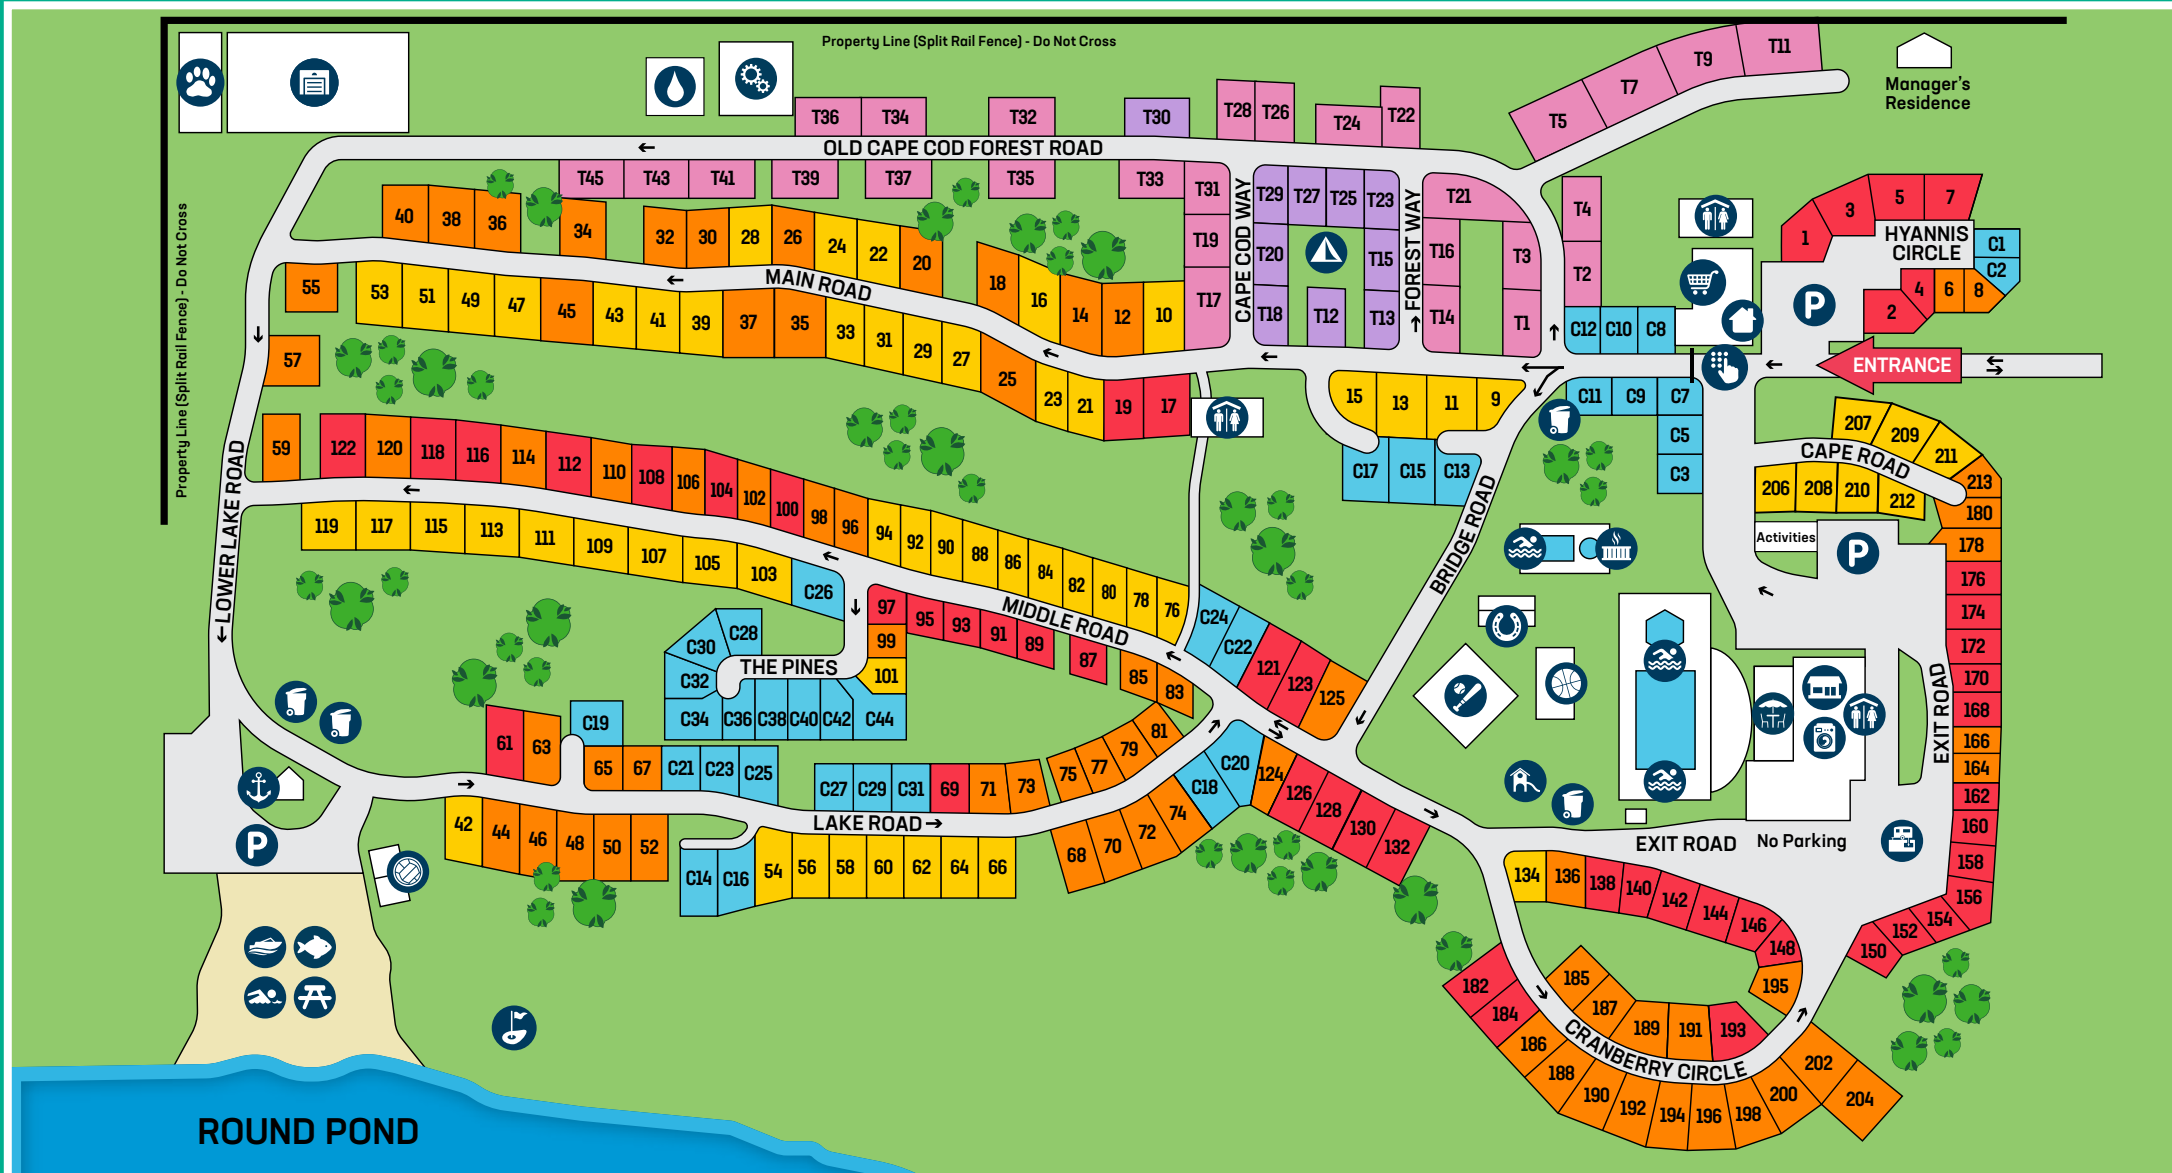 Property Line (Split Rail Fence) - Do Not Cross
Manager's
Residence
T11
T9
T7
T5
T36
T34
T32
T30
T28
T26
T24
T22
OLD CAPE COD FOREST ROAD
T45
T43
T41
T39
T37
T35
T33
T31
T29
T27
T25
T23
T21
T4
T19
T20
T15
T16
T3
T2
T17
T18
T12
T13
T14
T1
CAPE COD WAY
FOREST WAY
1
3
5
7
HYANNIS
CIRCLE
C1
C2
2
4
6
8
P
C12
C10
C8
ENTRANCE
Property Line (Split Rail Fence) - Do Not Cross
40
38
36
34
32
30
28
26
24
22
20
18
16
14
12
10
MAIN ROAD
55
53
51
49
47
45
43
41
39
37
35
33
31
29
27
25
23
21
19
17
15
13
11
9
C11
C9
C7
C5
C3
C17
C15
C13
57
59
BRIDGE ROAD
207
209
211
213
CAPE ROAD
206
208
210
212
180
178
176
174
172
170
168
166
164
162
160
158
156
154
152
150
Activities
P
EXIT ROAD
LOWER LAKE ROAD
122
120
118
116
114
112
110
108
106
104
102
100
98
96
94
92
90
88
86
84
82
80
78
76
119
117
115
113
111
109
107
105
103
C26
MIDDLE ROAD
97
95
93
91
89
87
85
83
99
101
C24
C22
121
123
125
C28
C30
C32
C34
C36
C38
C40
C42
C44
THE PINES
61
63
C19
65
67
C21
C23
C25
C27
C29
C31
69
71
73
75
77
79
81
LAKE ROAD
42
44
46
48
50
52
C14
C16
54
56
58
60
62
64
66
68
70
72
74
C18
C20
124
126
128
130
132
EXIT ROAD
No Parking
134
136
138
140
142
144
146
148
195
182
184
186
188
190
192
194
196
198
200
202
204
185
187
189
191
193
CRANBERRY CIRCLE
P
ROUND POND